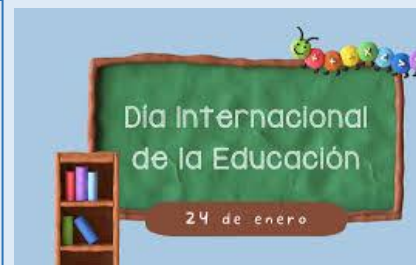 Día Internacional
de la Educación
24 de enero